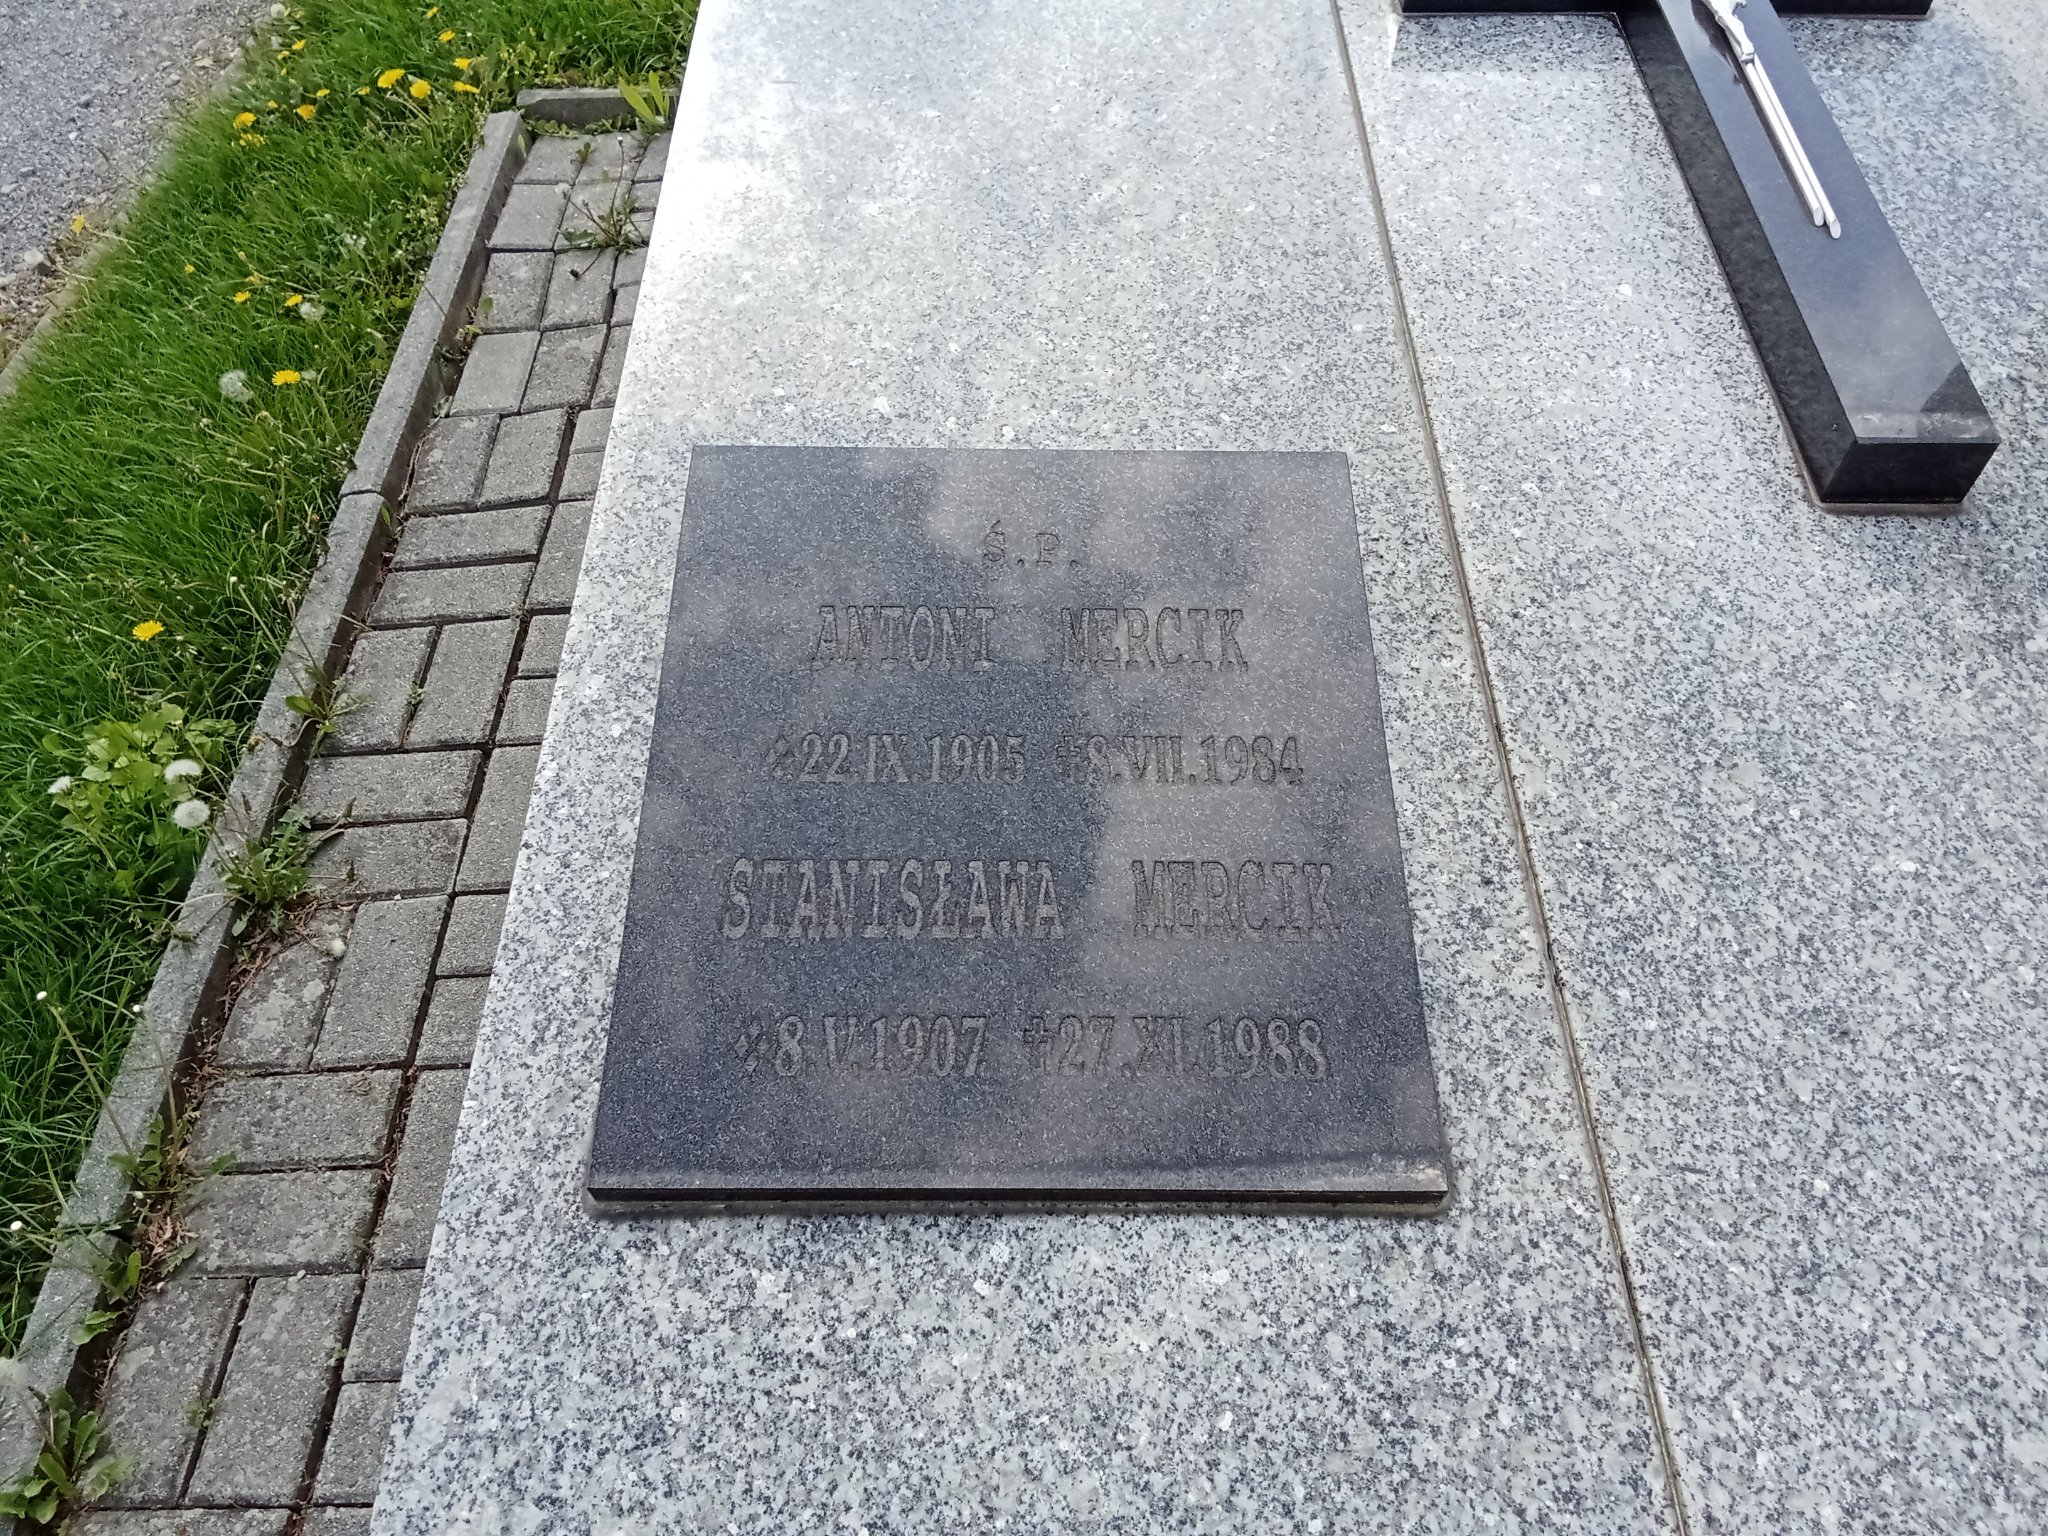 Ś.P.
ANTONI MERCIK
22.IX.1905 ✝8.VII.1984
STANISŁAWA MERCIK
8.V.1907 ✝27.XI.1988